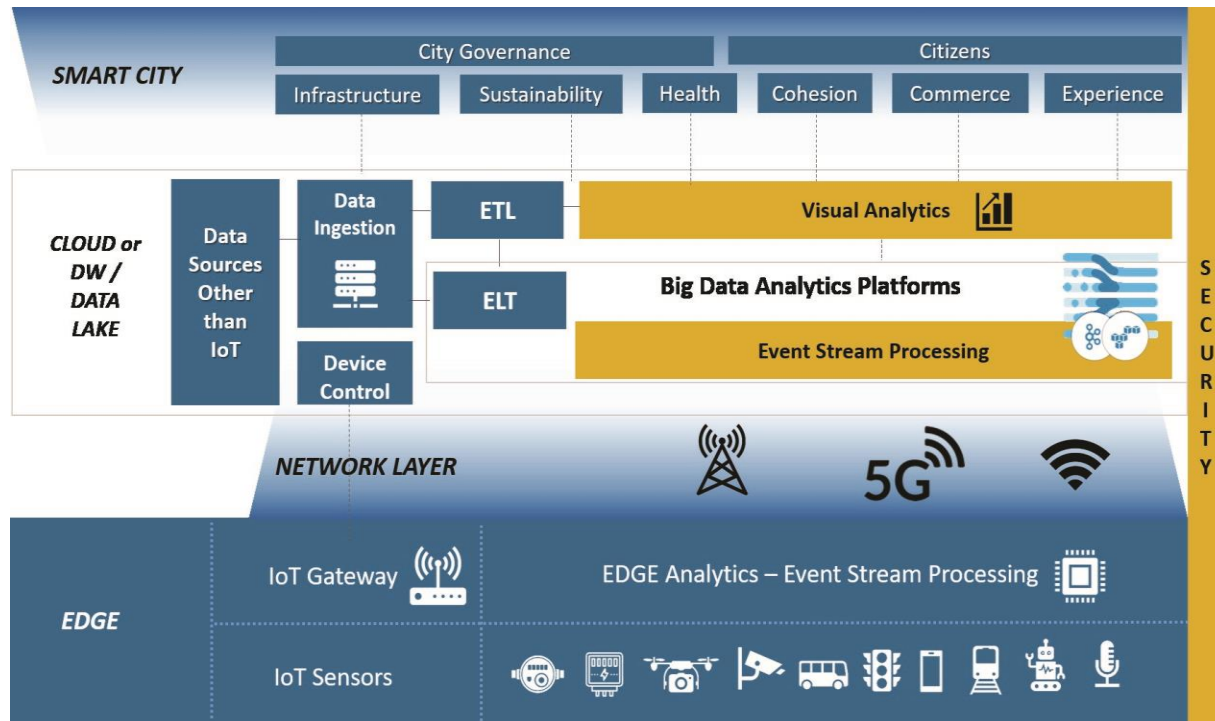 SMART CITY
City Governance
Citizens
Infrastructure
Sustainability
Health
Cohesion
Commerce
Experience
CLOUD or
DW /
DATA
LAKE
Data
Sources
Other
than
IoT
Data
Ingestion
Device
Control
ETL
ELT
Visual Analytics
Big Data Analytics Platforms
Event Stream Processing
NETWORK LAYER
5G
EDGE
IoT Gateway
EDGE Analytics – Event Stream Processing
IoT Sensors
SECURITY